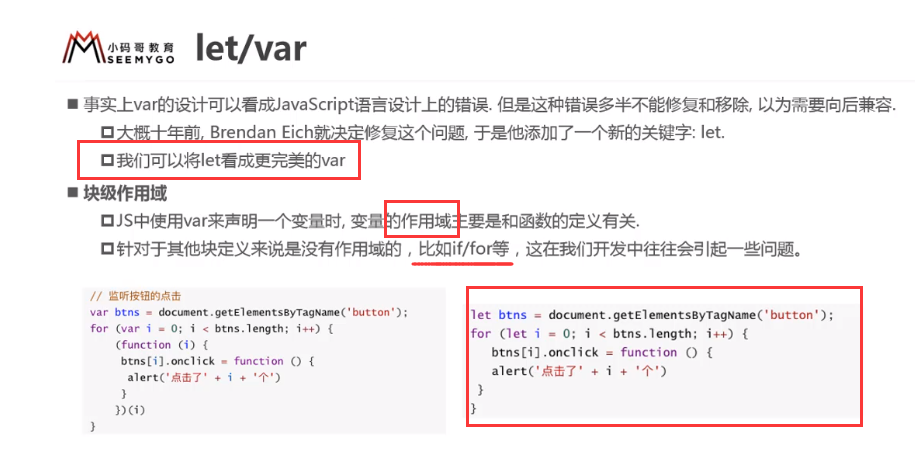 小码哥教育
SEEMYGO
let/var
事实上var的设计可以看成JavaScript语言设计上的错误. 但是这种错误多半不能修复和移除, 以为需要向后兼容.
大概十年前, Brendan Eich就决定修复这个问题, 于是他添加了一个新的关键字: let.
我们可以将let看成更完美的var
块级作用域
JS中使用var来声明一个变量时, 变量的作用域主要是和函数的定义有关.
针对于其他块定义来说是没有作用域的，比如if/for等，这在我们开发中往往会引起一些问题。
// 监听按钮的点击
var btns = document.getElementsByTagName('button');
for (var i = 0; i < btns.length; i++) {
(function (i) {
btns[i].onclick = function () {
alert('点击了' + i + '个')
}
})(i)
}
let btns = document.getElementsByTagName('button');
for (let i = 0; i < btns.length; i++) {
btns[i].onclick = function () {
alert('点击了' + i + '个')
}
}